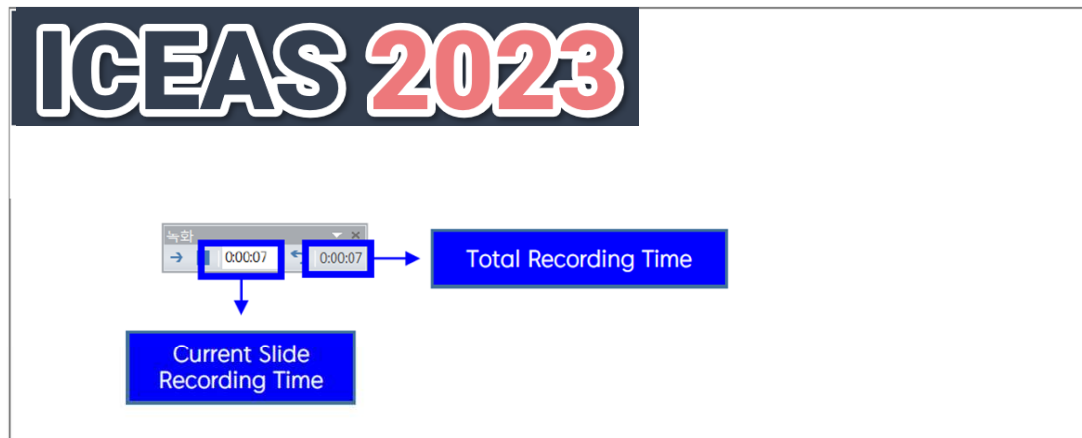 ICEAS 2023
녹화
0:00:07 0:00:07
Total Recording Time
Current Slide
Recording Time